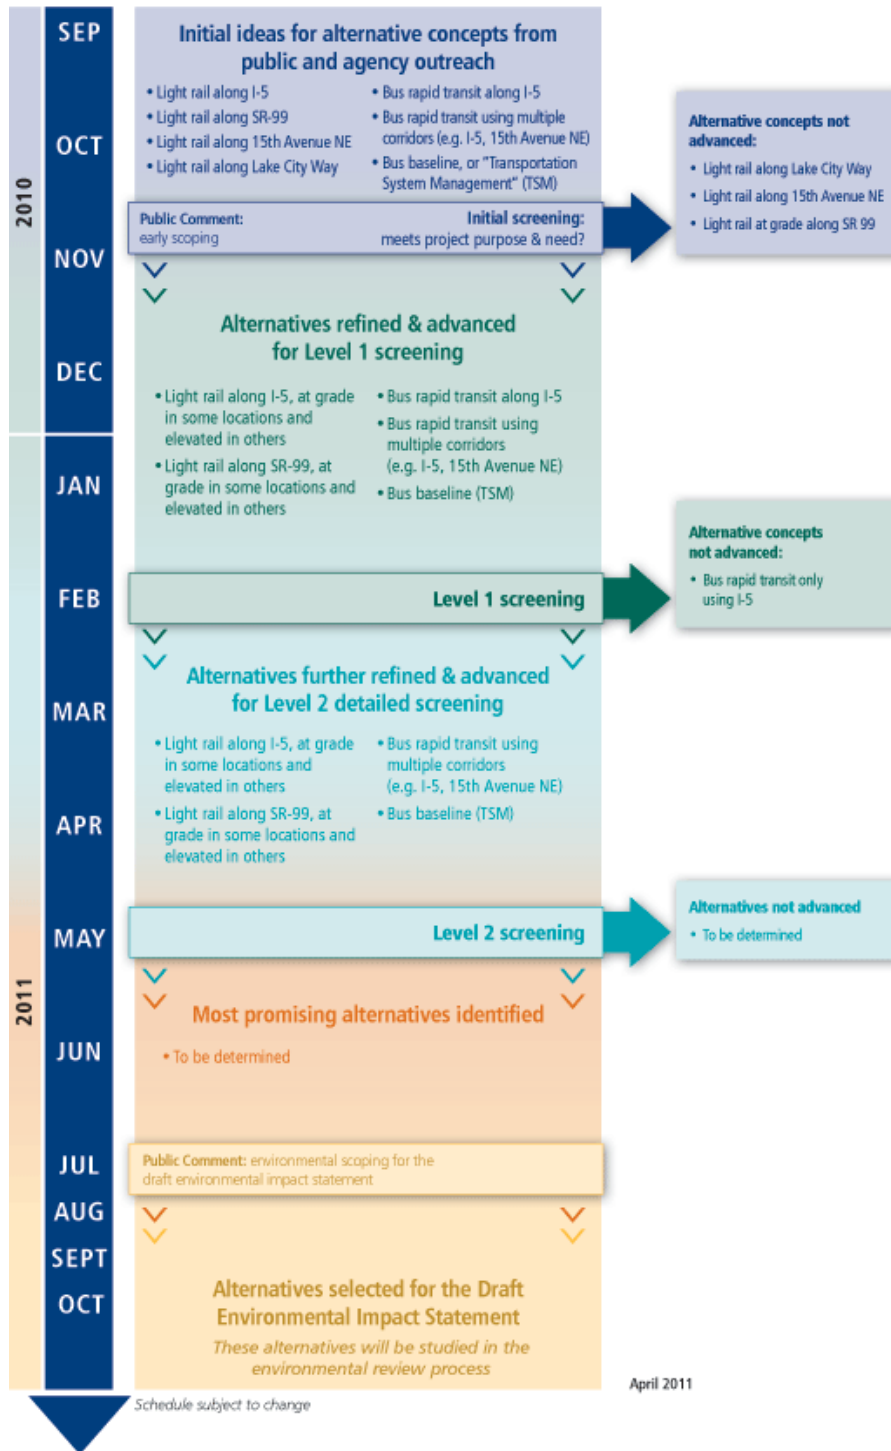 2010
2011
SEP
OCT
NOV
DEC
JAN
FEB
MAR
APR
MAY
JUN
JUL
AUG
SEPT
OCT
Initial ideas for alternative concepts from
public and agency outreach
• Light rail along I-5
• Light rail along SR-99
• Light rail along 15th Avenue NE
• Light rail along Lake City Way
• Bus rapid transit along I-5
• Bus rapid transit using multiple
corridors (e.g. I-5, 15th Avenue NE)
• Bus baseline, or "Transportation
System Management" (TSM)
Public Comment:
early scoping
Initial screening:
meets project purpose & need?
Alternative concepts not
advanced:
• Light rail along Lake City Way
• Light rail along 15th Avenue NE
• Light rail at grade along SR 99
Alternatives refined & advanced
for Level 1 screening
• Light rail along I-5, at grade
in some locations and
elevated in others
• Light rail along SR-99, at
grade in some locations and
elevated in others
• Bus rapid transit along I-5
• Bus rapid transit using
multiple corridors
(e.g. I-5, 15th Avenue NE)
• Bus baseline (TSM)
Level 1 screening
Alternative concepts
not advanced:
• Bus rapid transit only
using I-5
Alternatives further refined & advanced
for Level 2 detailed screening
• Light rail along I-5, at grade
in some locations and
elevated in others
• Light rail along SR-99, at
grade in some locations and
elevated in others
• Bus rapid transit using
multiple corridors
(e.g. I-5, 15th Avenue NE)
• Bus baseline (TSM)
Level 2 screening
Alternatives not advanced
• To be determined
Most promising alternatives identified
• To be determined
Public Comment: environmental scoping for the
draft environmental impact statement
Alternatives selected for the Draft
Environmental Impact Statement
These alternatives will be studied in the
environmental review process
April 2011
Schedule subject to change